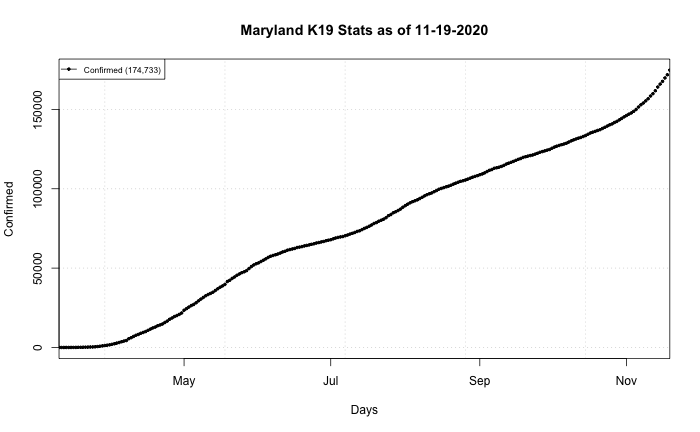 Maryland K19 Stats as of 11-19-2020
Confirmed (174,733)
150000
100000
50000
0
Confirmed
May Jul Sep Nov
Days